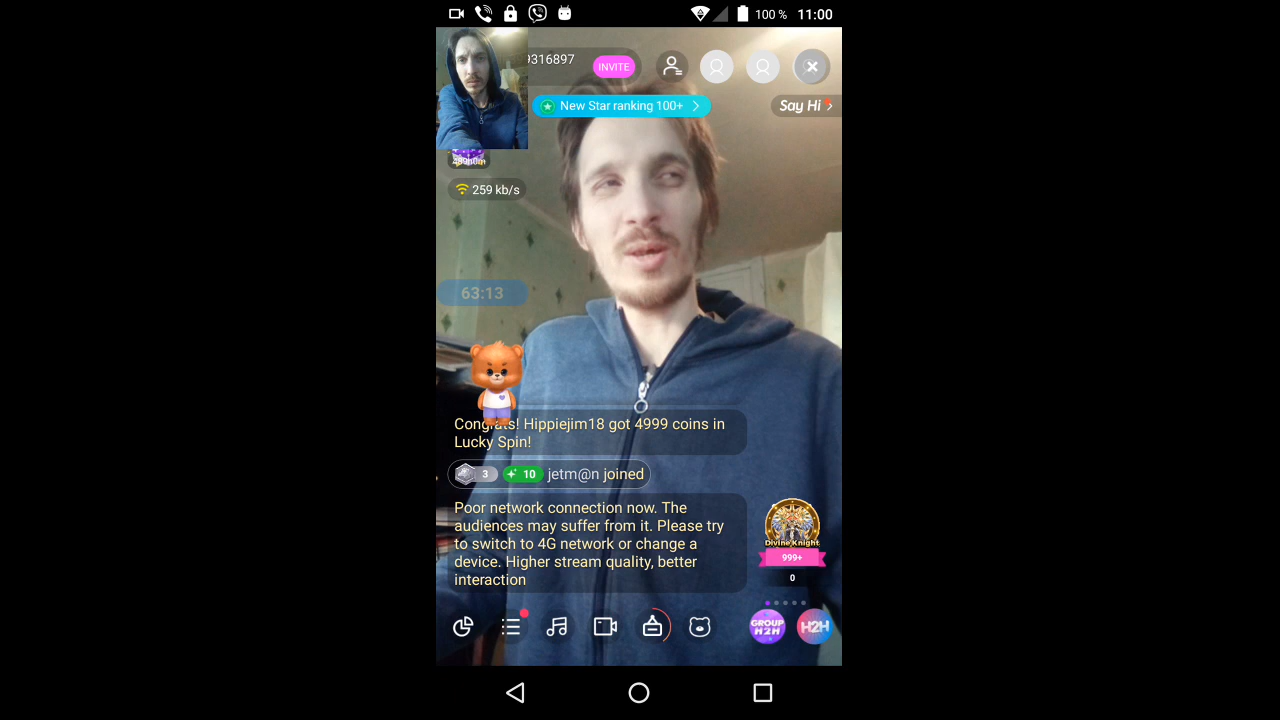 100 %
11:00
9316897
INVITE
New Star ranking 100+
Say Hi
259 kb/s
63:13
Congrats! Hippiejim18 got 4999 coins in
Lucky Spin!
3
10
jetm@n joined
Poor network connection now. The
audiences may suffer from it. Please try
to switch to 4G network or change a
device. Higher stream quality, better
interaction
Divine Knight
999+
0
GROUP
H2H
H2H